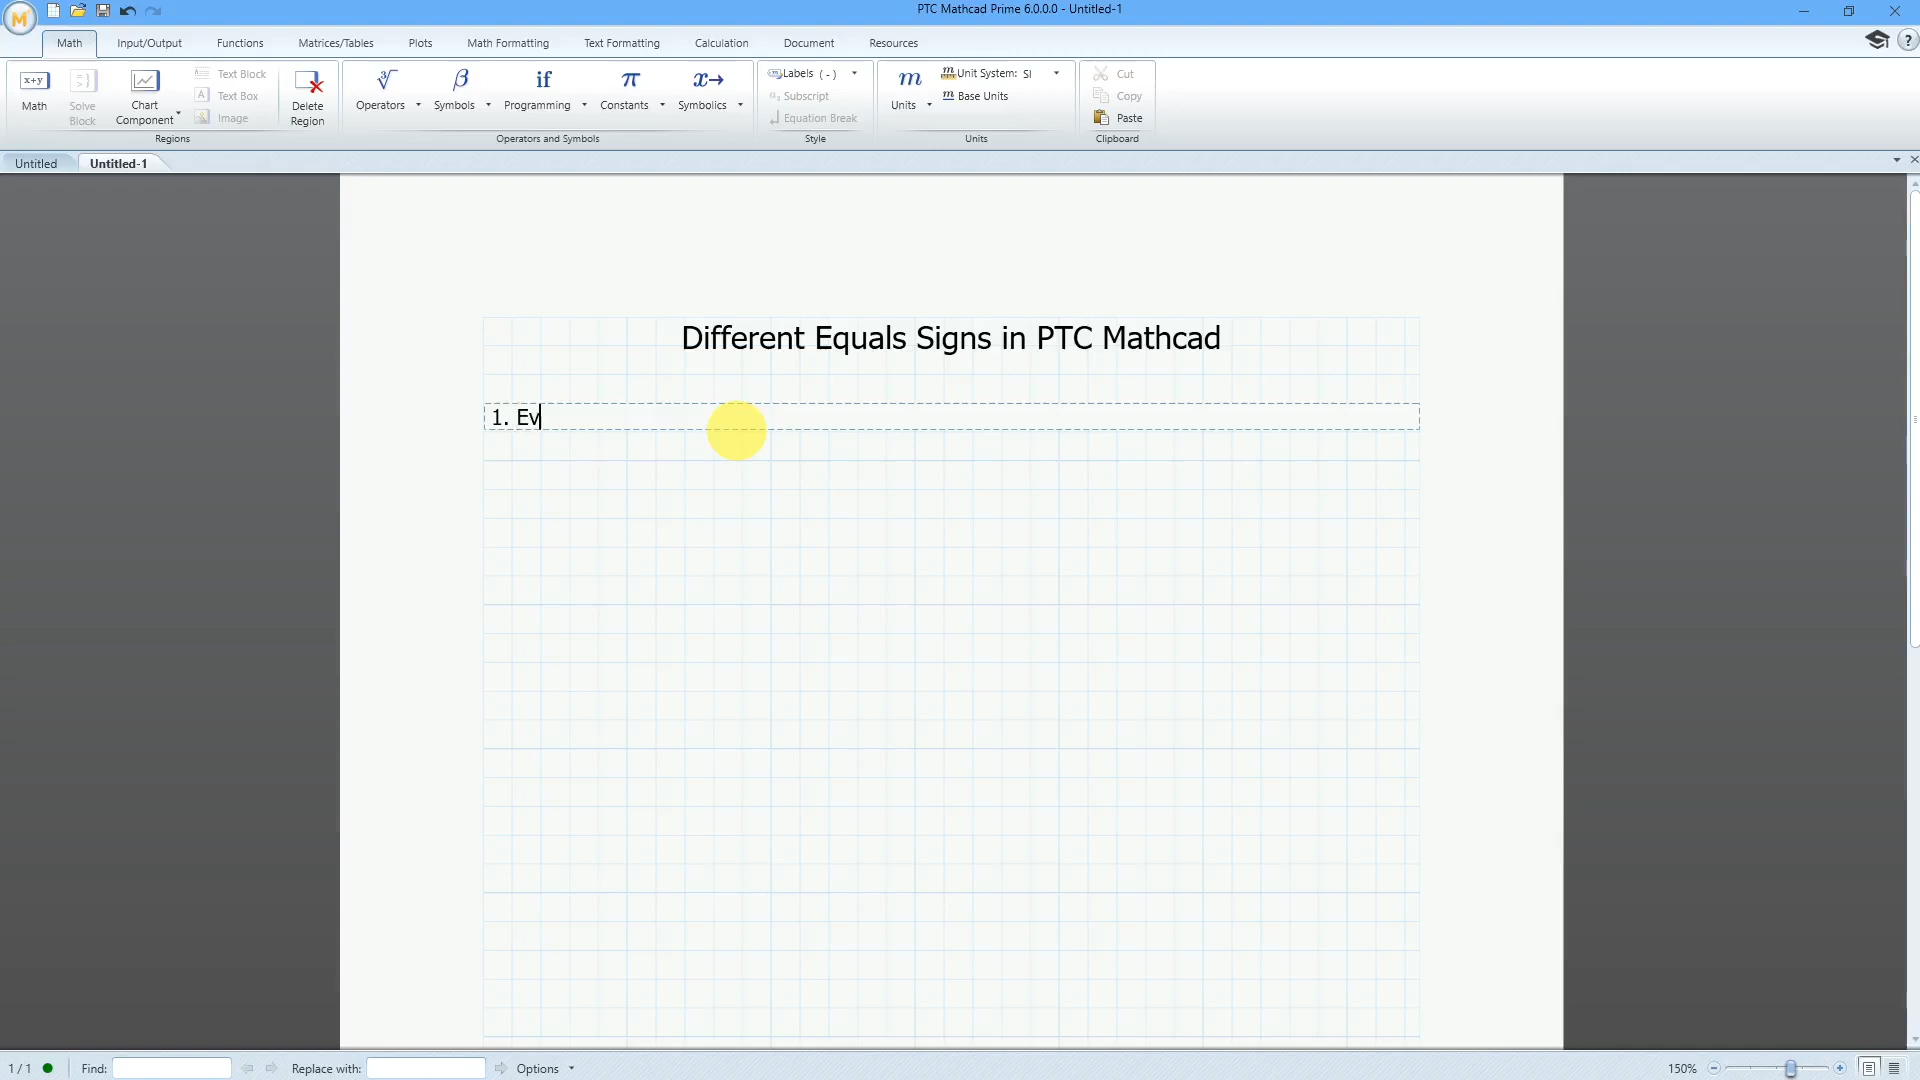 PTC Mathcad Prime 6.0.0.0 - Untitled-1
Math Input/Output Functions Matrices/Tables Plots Math Formatting Text Formatting Calculation Document Resources
x+y Math
Solve Block
Chart Component
Text Block
Text Box
Image
Delete Region
Regions
Operators
β Symbols
if Programming
π Constants
x→ Symbolics
Operators and Symbols
Labels ( - )
Subscript
Equation Break
Style
m Units
Unit System: SI
m Base Units
Units
Cut
Copy
Paste
Clipboard
Untitled Untitled-1
Different Equals Signs in PTC Mathcad
1. Ev
1 / 1 Find: Replace with: Options 150%